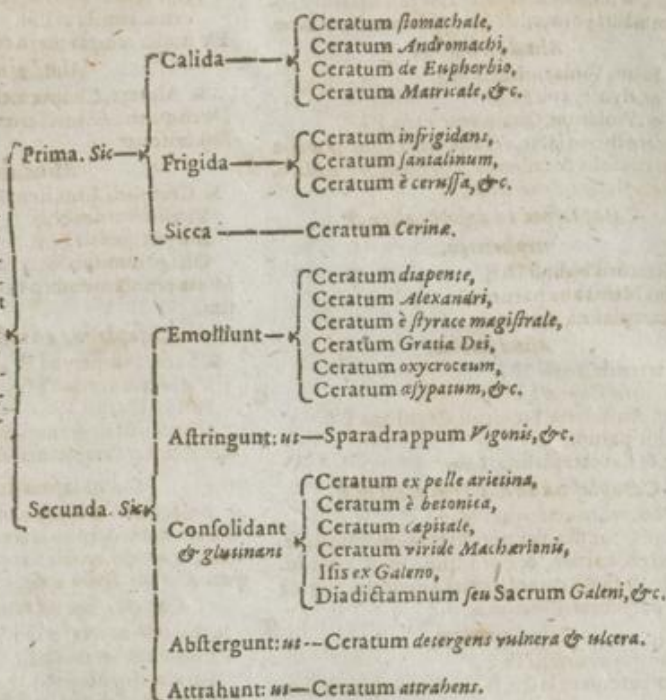 Prima. Sic
Calida
Ceratum ſtomachale,
Ceratum Andromachi,
Ceratum de Euphorbio,
Ceratum Matricale, &c.
Frigida
Ceratum infrigidans,
Ceratum ſantalinum,
Ceratum è ceruſſa, &c.
Sicca
Ceratum Cerinæ.
Secunda. Sic
Emolliunt
Ceratum diapente,
Ceratum Alexandri,
Ceratum è ſtyrace magiſtrale,
Ceratum Gratia Dei,
Ceratum oxycroceum,
Ceratum æſypatum, &c.
Aſtringunt: ut—Sparadrappum Vigonis, &c.
Conſolidant
& glutinant
Ceratum ex pelle arietina,
Ceratum è betonica,
Ceratum capitale,
Ceratum viride Machærionis,
Iſis ex Galeno,
Diadictamnum ſeu Sacrum Galeni, &c.
Abſtergunt: ut--Ceratum detergens vulnera & ulcera.
Attrahunt: ut—Ceratum attrahens.